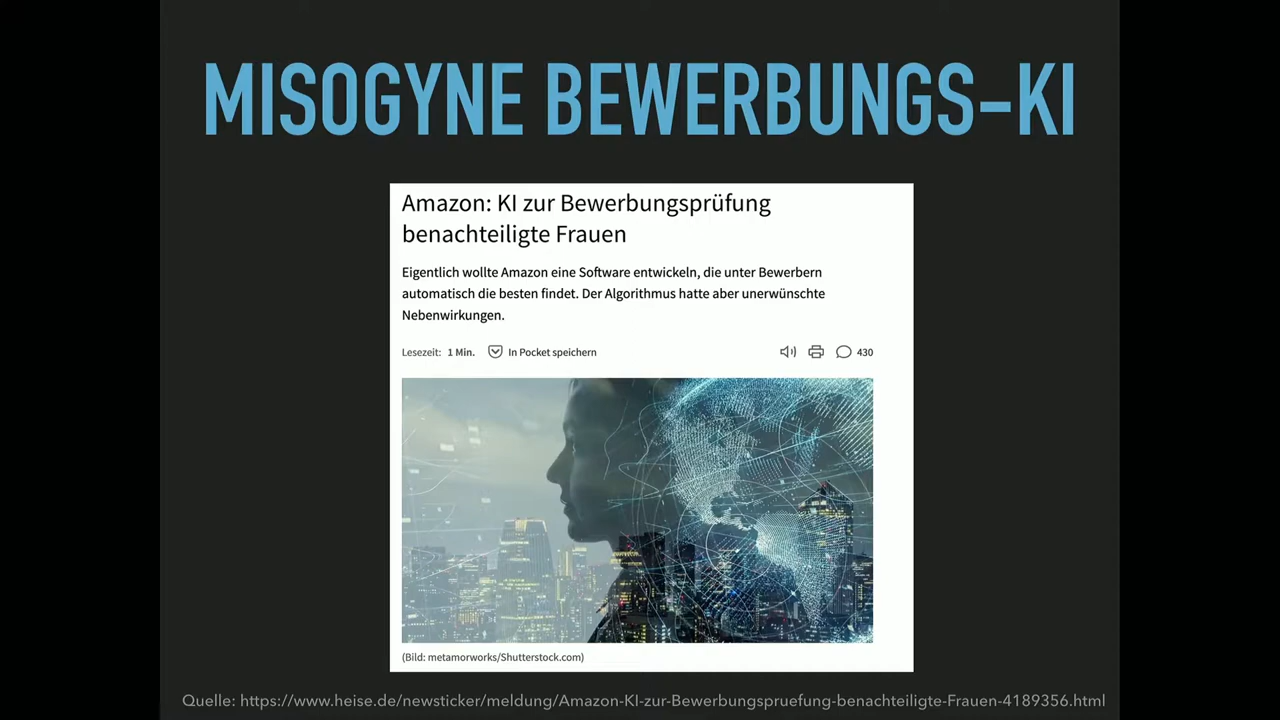 MISOGYNE BEWERBUNGS-KI
Amazon: KI zur Bewerbungsprüfung
benachteiligte Frauen
Eigentlich wollte Amazon eine Software entwickeln, die unter Bewerbern
automatisch die besten findet. Der Algorithmus hatte aber unerwünschte
Nebenwirkungen.
Lesezeit: 1 Min. In Pocket speichern 430
(Bild: metamorworks/Shutterstock.com)
Quelle: https://www.heise.de/newsticker/meldung/Amazon-KI-zur-Bewerbungspruefung-benachteiligte-Frauen-4189356.html